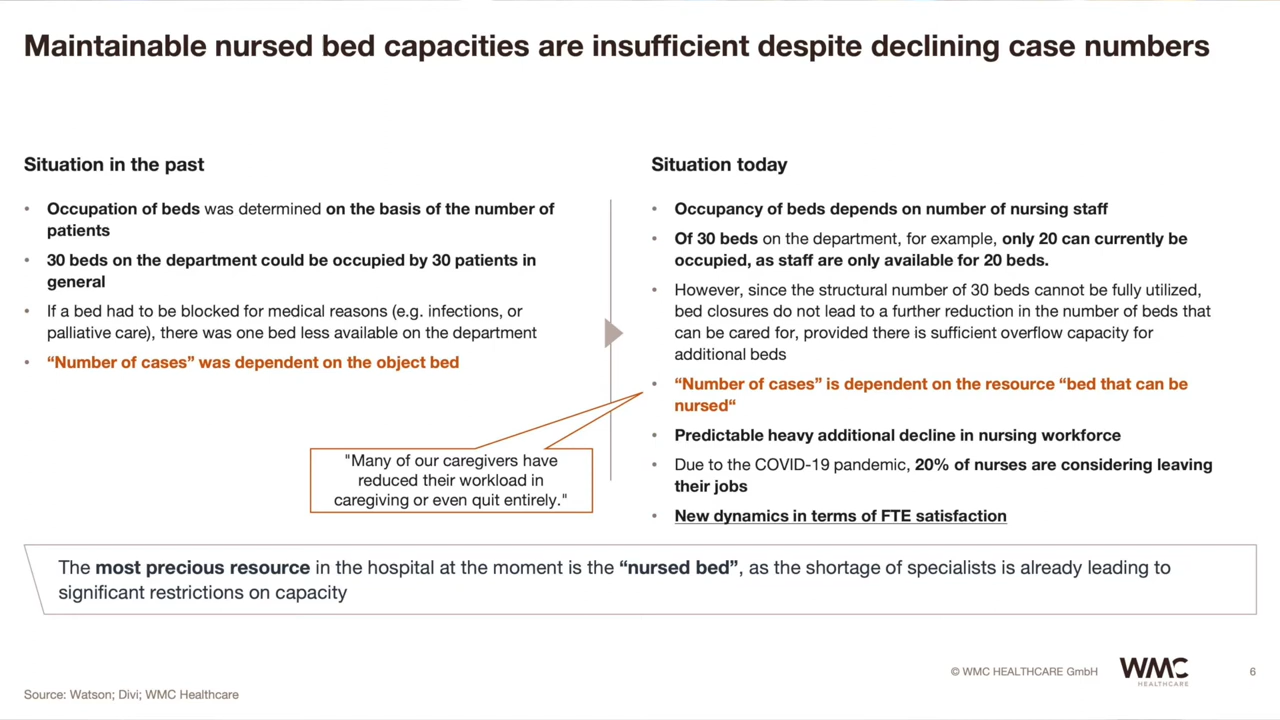 Maintainable nursed bed capacities are insufficient despite declining case numbers
Situation in the past
• Occupation of beds was determined on the basis of the number of
patients
• 30 beds on the department could be occupied by 30 patients in
general
• If a bed had to be blocked for medical reasons (e.g. infections, or
palliative care), there was one bed less available on the department
• “Number of cases” was dependent on the object bed
"Many of our caregivers have
reduced their workload in
caregiving or even quit entirely."
Situation today
• Occupancy of beds depends on number of nursing staff
• Of 30 beds on the department, for example, only 20 can currently be
occupied, as staff are only available for 20 beds.
• However, since the structural number of 30 beds cannot be fully utilized,
bed closures do not lead to a further reduction in the number of beds that
can be cared for, provided there is sufficient overflow capacity for
additional beds
• “Number of cases” is dependent on the resource “bed that can be
nursed“
• Predictable heavy additional decline in nursing workforce
• Due to the COVID-19 pandemic, 20% of nurses are considering leaving
their jobs
• New dynamics in terms of FTE satisfaction
The most precious resource in the hospital at the moment is the “nursed bed”, as the shortage of specialists is already leading to
significant restrictions on capacity
© WMC HEALTHCARE GmbH
WMC
HEALTHCARE
6
Source: Watson; Divi; WMC Healthcare